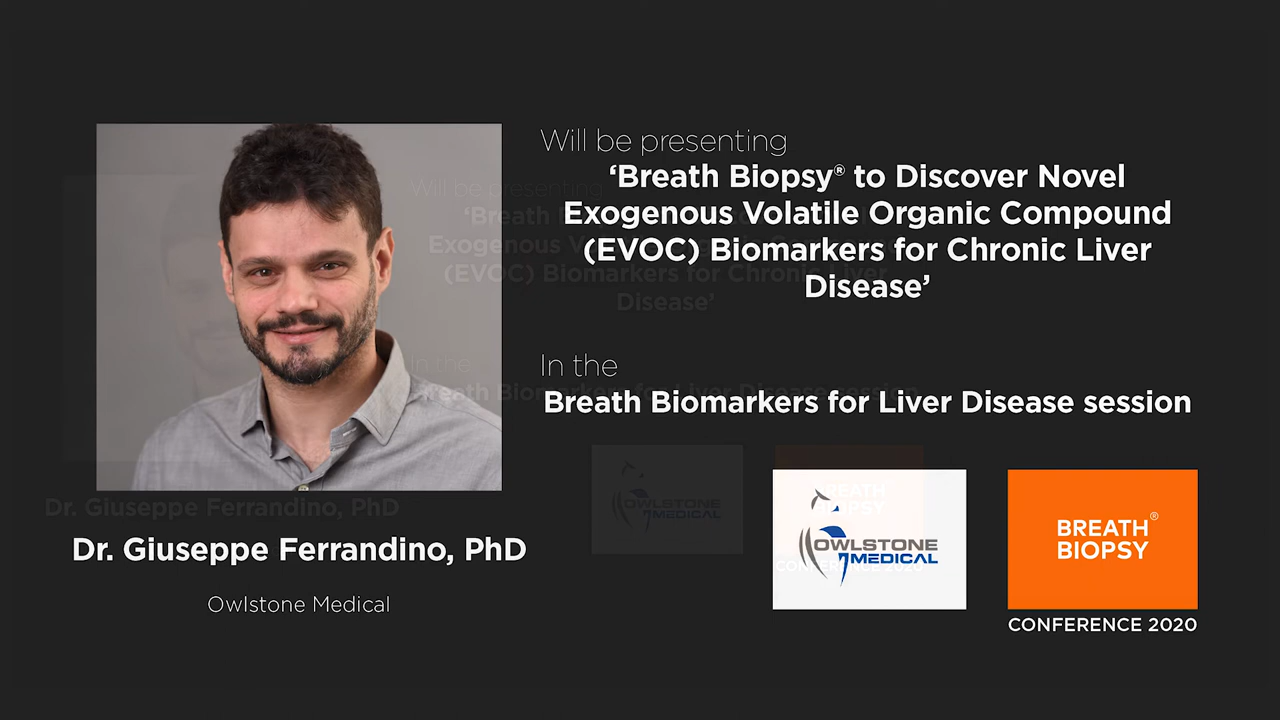 Will be presenting
‘Breath Biopsy® to Discover Novel
Exogenous Volatile Organic Compound
(EVOC) Biomarkers for Chronic Liver
Disease’
In the
Breath Biomarkers for Liver Disease session
Dr. Giuseppe Ferrandino, PhD
Owlstone Medical
OWLSTONE
MEDICAL
BREATH®
BIOPSY
CONFERENCE 2020